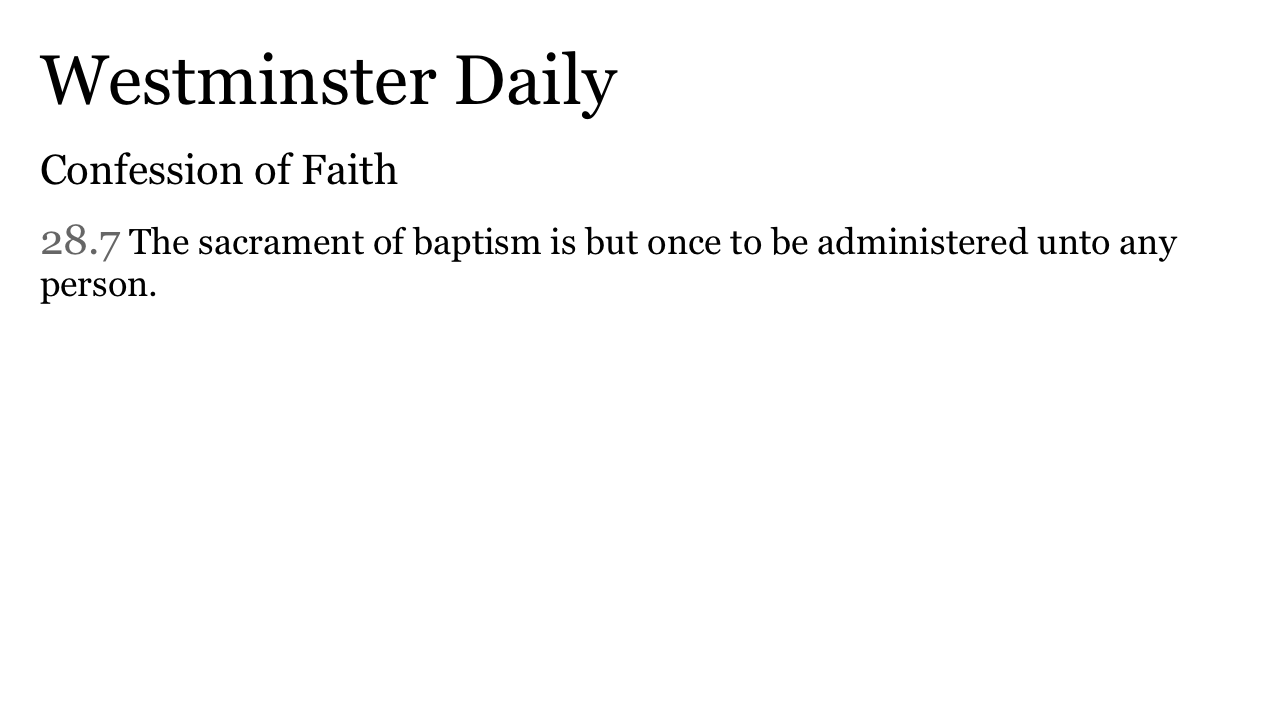 Westminster Daily
Confession of Faith
28.7 The sacrament of baptism is but once to be administered unto any
person.